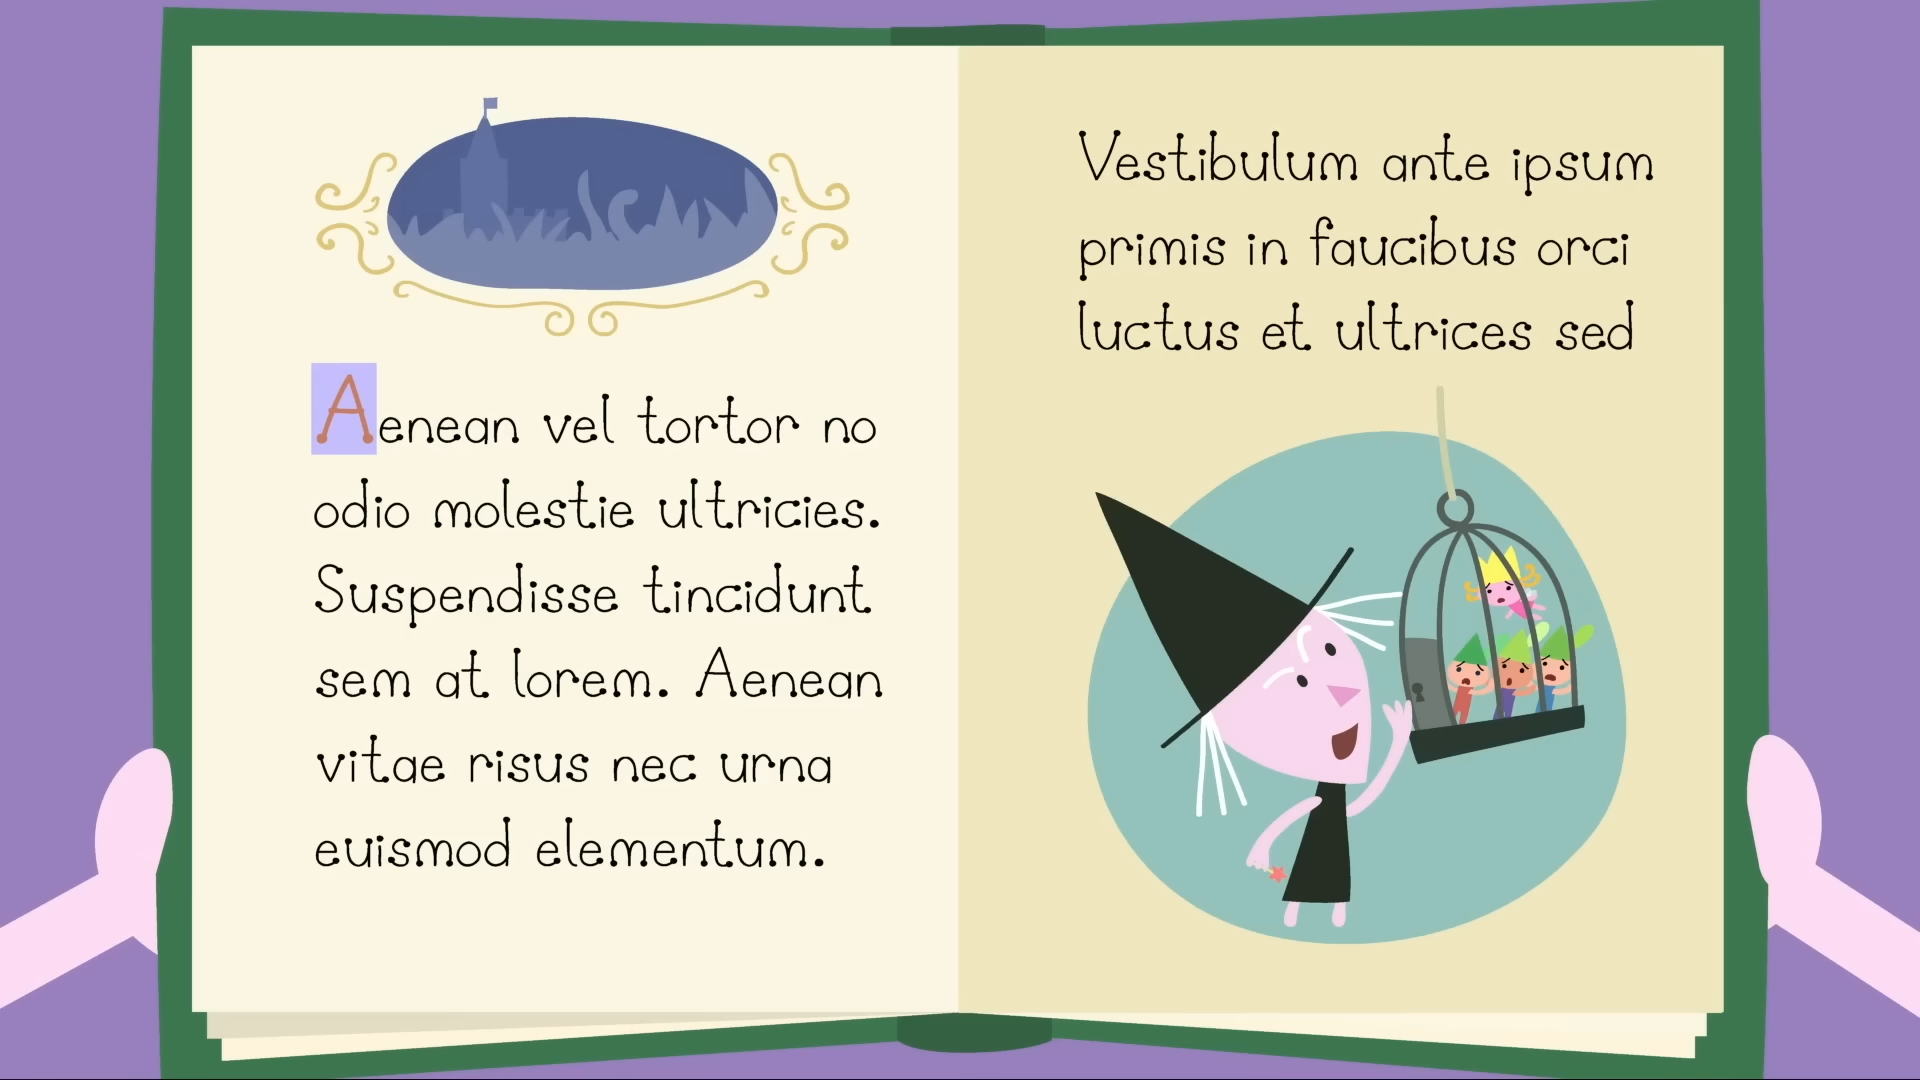 Aenean vel tortor no
odio molestie ultricies.
Suspendisse tincidunt
sem at lorem. Aenean
vitae risus nec urna
euismod elementum.
Vestibulum ante ipsum
primis in faucibus orci
luctus et ultrices sed